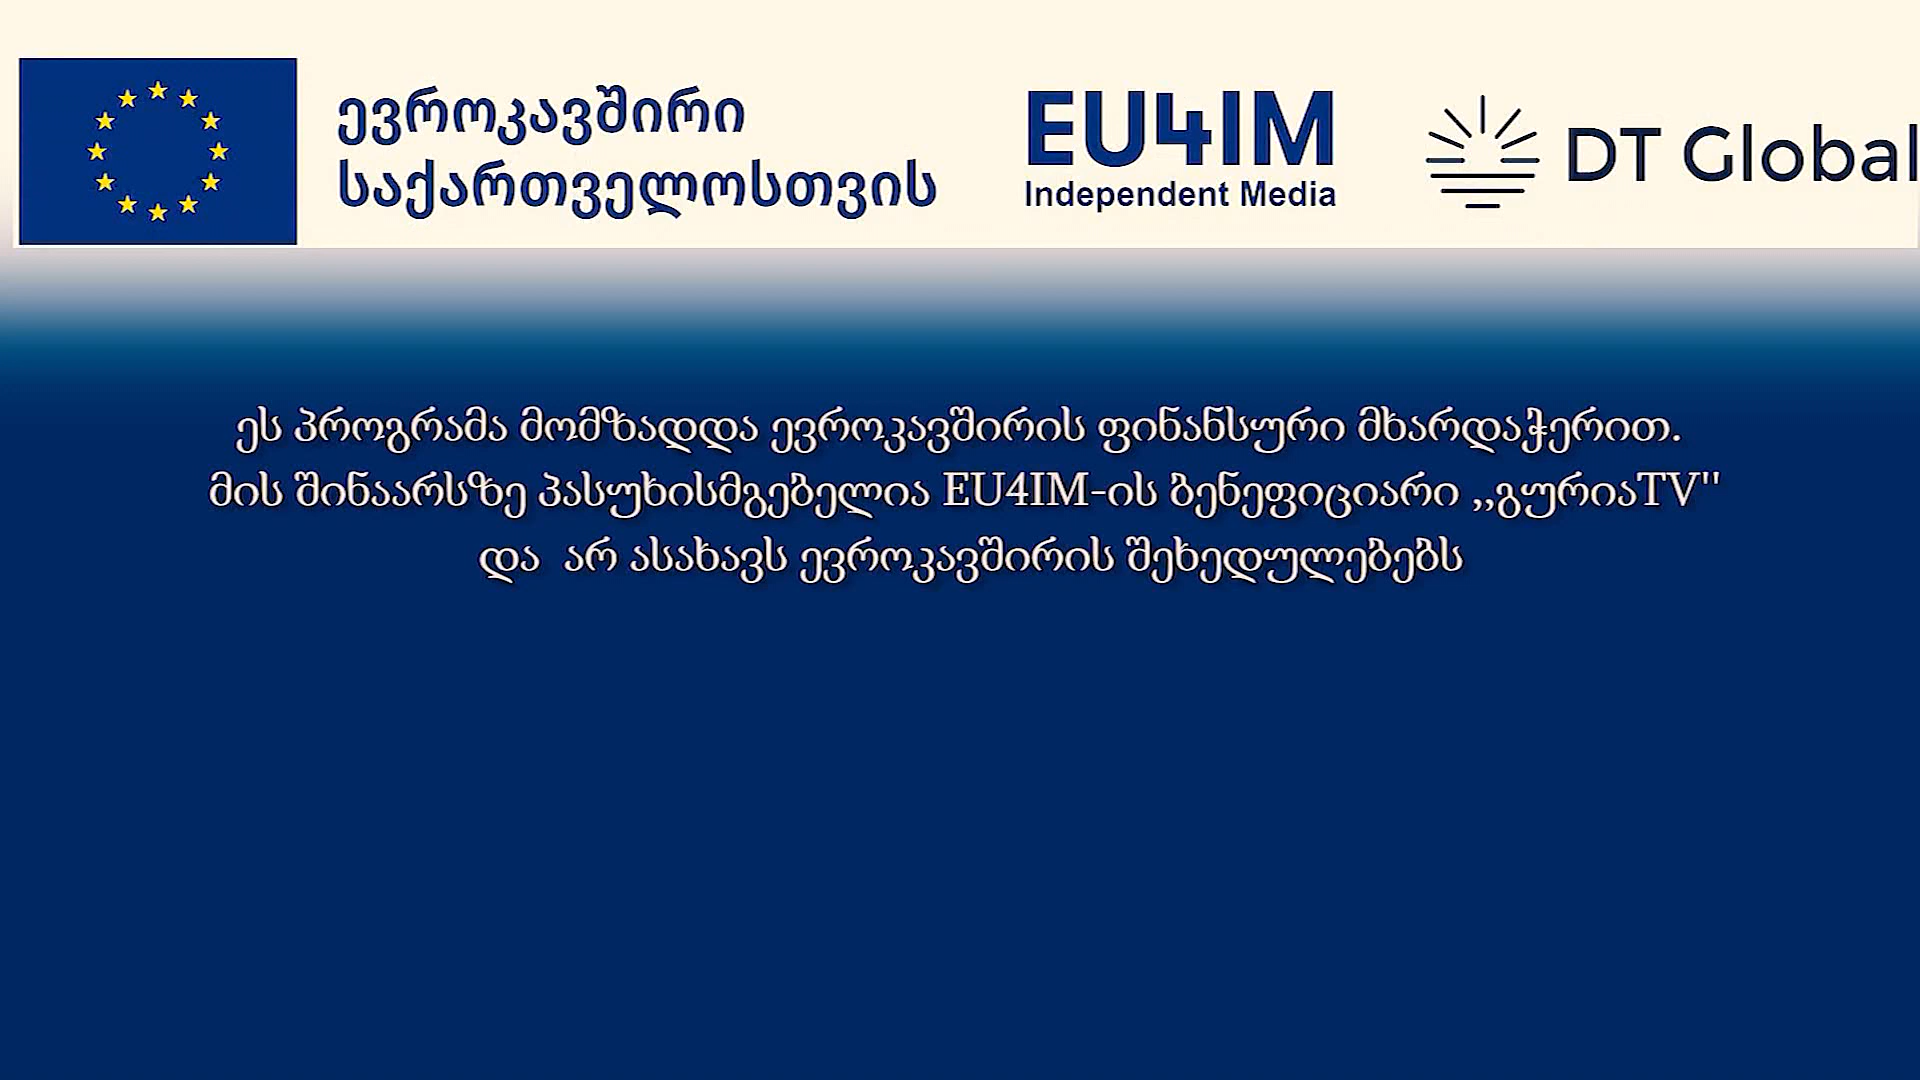 ევროკავშირი
საქართველოსთვის
EU4IM
Independent Media
DT Global
ეს პროგრამა მომზადდა ევროკავშირის ფინანსური მხარდაჭერით.
მის შინაარსზე პასუხისმგებელია EU4IM-ის ბენეფიციარი ,,გურიაTV''
და  არ ასახავს ევროკავშირის შეხედულებებს